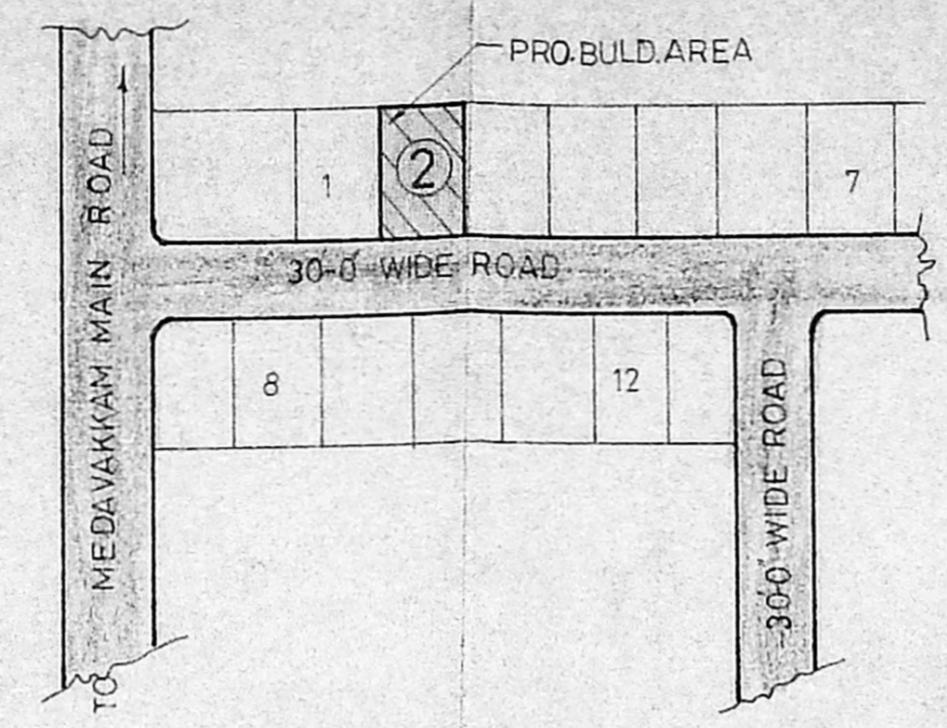 PRO.BULD.AREA
1
2
7
30-0 WIDE ROAD
8
12
TO MEDAVAKKAM MAIN ROAD
30-0 WIDE ROAD